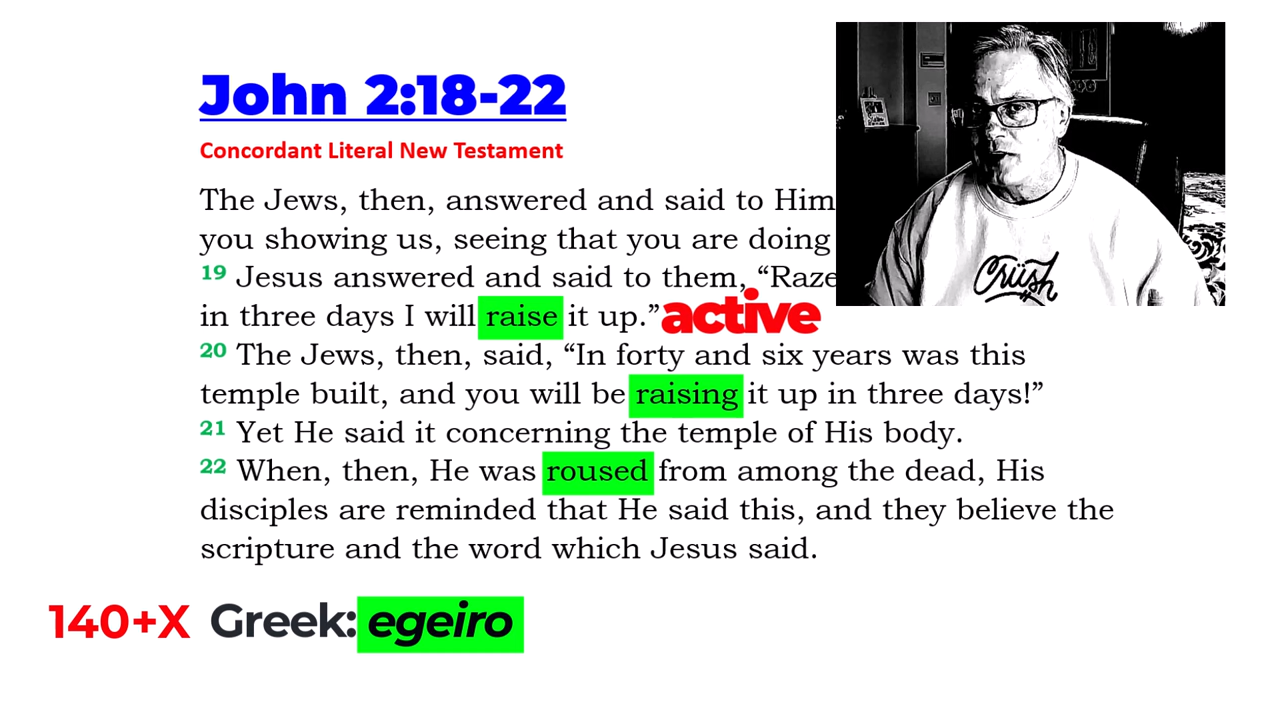 John 2:18-22
Concordant Literal New Testament
The Jews, then, answered and said to Him
you showing us, seeing that you are doing
19 Jesus answered and said to them, “Raze
in three days I will raise it up.” active
20 The Jews, then, said, “In forty and six years was this
temple built, and you will be raising it up in three days!”
21 Yet He said it concerning the temple of His body.
22 When, then, He was roused from among the dead, His
disciples are reminded that He said this, and they believe the
scripture and the word which Jesus said.
140+X Greek: egeiro
Crüsh